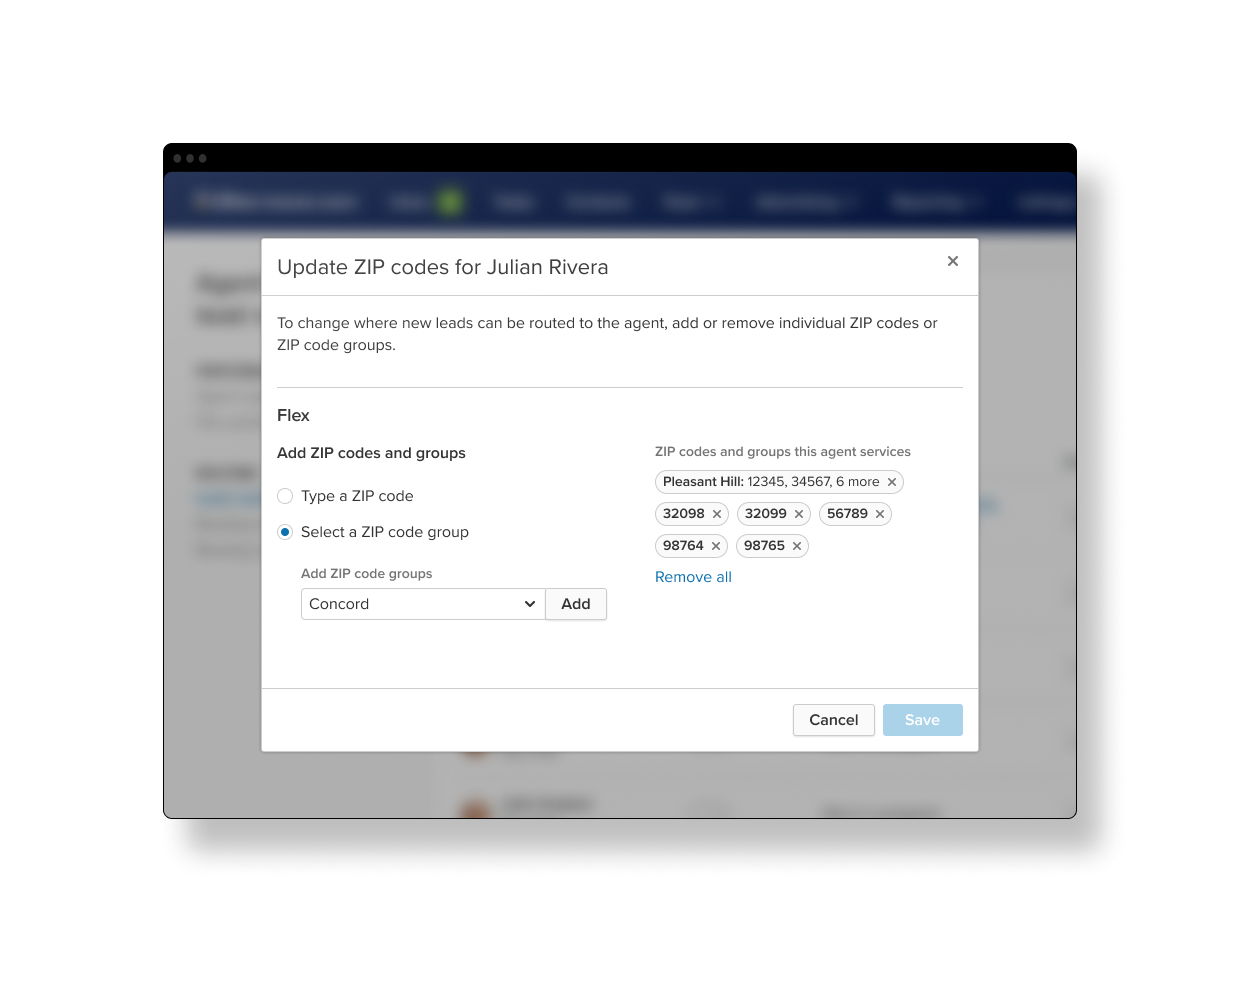 Update ZIP codes for Julian Rivera
To change where new leads can be routed to the agent, add or remove individual ZIP codes or
ZIP code groups.
Flex
Add ZIP codes and groups
Type a ZIP code
Select a ZIP code group
Add ZIP code groups
Concord
Add
ZIP codes and groups this agent services
Pleasant Hill: 12345, 34567, 6 more
32098 32099 56789
98764 98765
Remove all
Cancel Save